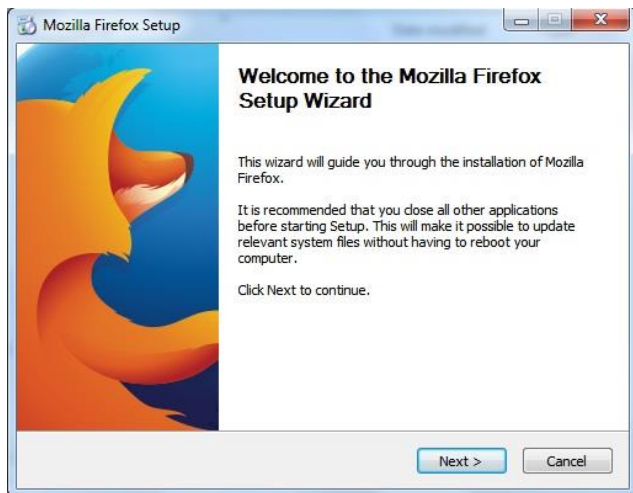 Mozilla Firefox Setup
Welcome to the Mozilla Firefox
Setup Wizard
This wizard will guide you through the installation of Mozilla
Firefox.
It is recommended that you close all other applications
before starting Setup. This will make it possible to update
relevant system files without having to reboot your
computer.
Click Next to continue.
Next >
Cancel